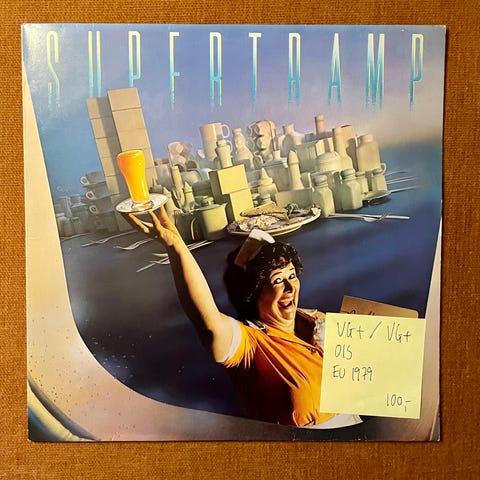 SUPERTRAMP
VG+ / VG+
OIS
EU 1979
100,-